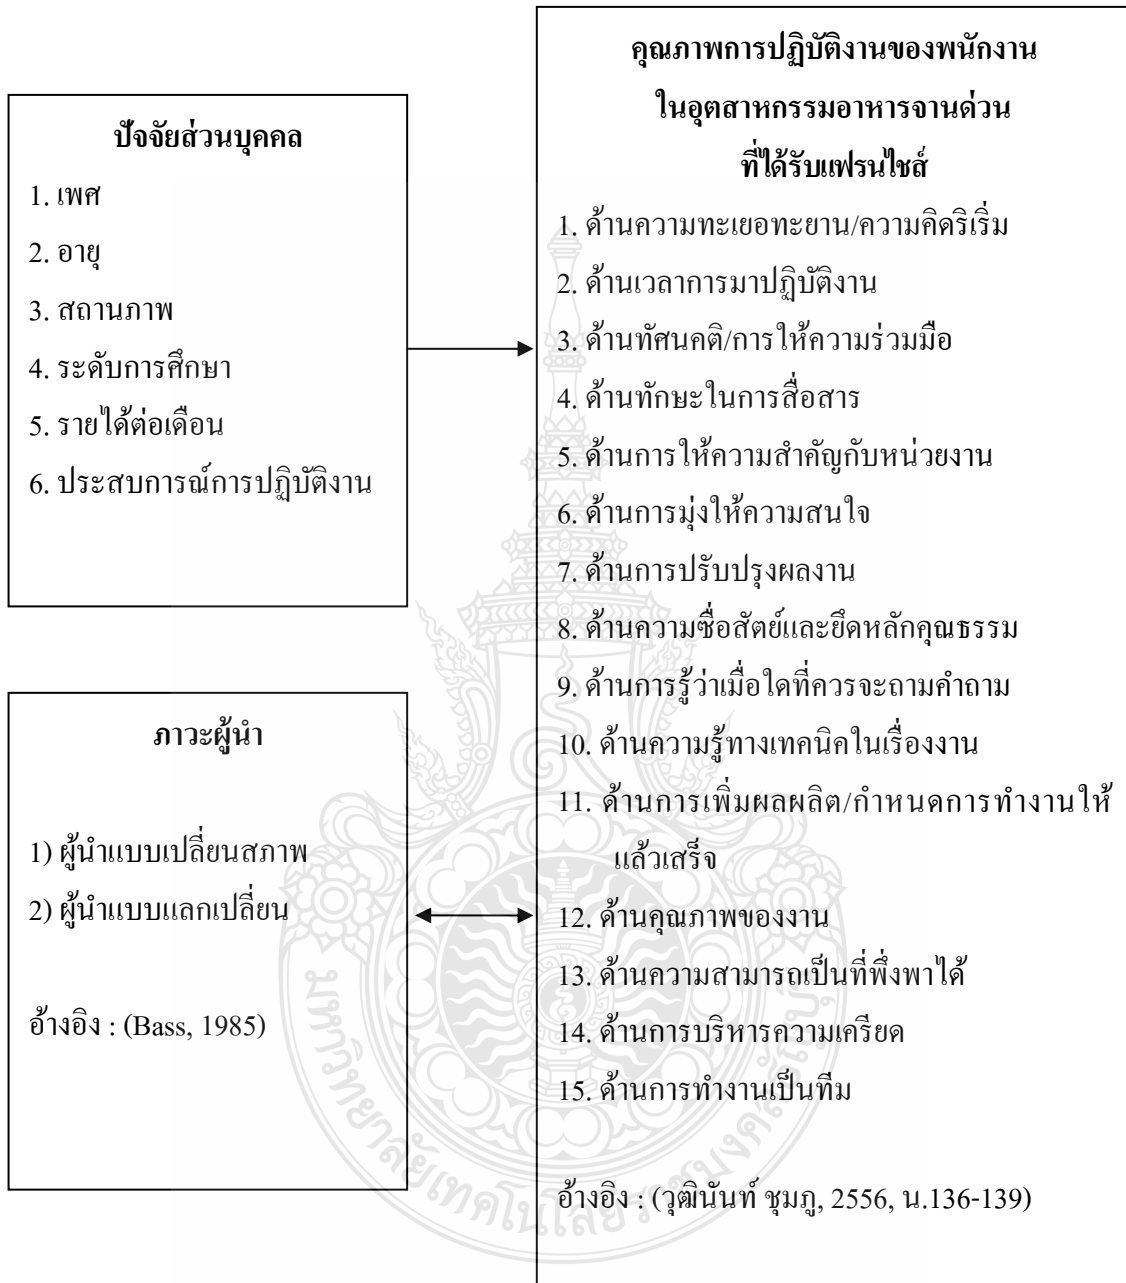 ปัจจัยส่วนบุคคล
1. เพศ
2. อายุ
3. สถานภาพ
4. ระดับการศึกษา
5. รายได้ต่อเดือน
6. ประสบการณ์การปฏิบัติงาน
ภาวะผู้นำ
1) ผู้นำแบบเปลี่ยนสภาพ
2) ผู้นำแบบแลกเปลี่ยน
อ้างอิง : (Bass, 1985)
คุณภาพการปฏิบัติงานของพนักงาน
ในอุตสาหกรรมอาหารจานด่วน
ที่ได้รับแฟรนไชส์
1. ด้านความทะเยอทะยาน/ความคิดริเริ่ม
2. ด้านเวลาการมาปฏิบัติงาน
3. ด้านทัศนคติ/การให้ความร่วมมือ
4. ด้านทักษะในการสื่อสาร
5. ด้านการให้ความสำคัญกับหน่วยงาน
6. ด้านการมุ่งให้ความสนใจ
7. ด้านการปรับปรุงผลงาน
8. ด้านความซื่อสัตย์และยึดหลักคุณธรรม
9. ด้านการรู้ว่าเมื่อใดที่ควรจะถามคำถาม
10. ด้านความรู้ทางเทคนิคในเรื่องงาน
11. ด้านการเพิ่มผลผลิต/กำหนดการทำงานให้
แล้วเสร็จ
12. ด้านคุณภาพของงาน
13. ด้านความสามารถเป็นที่พึ่งพาได้
14. ด้านการบริหารความเครียด
15. ด้านการทำงานเป็นทีม
อ้างอิง : (วุฒินันท์ ชุมภู, 2556, น.136-139)
มหาวิทยาลัยเทคโนโลยีราชมงคลธัญบุรี